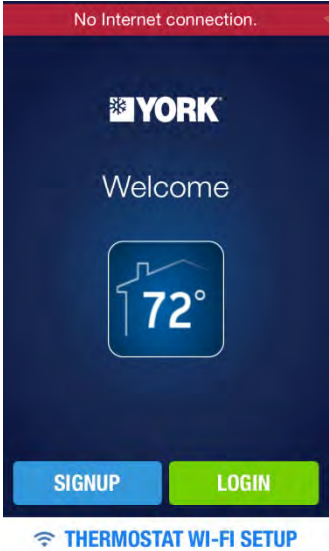 No Internet connection.
YORK
Welcome
72°
SIGNUP
LOGIN
THERMOSTAT WI-FI SETUP